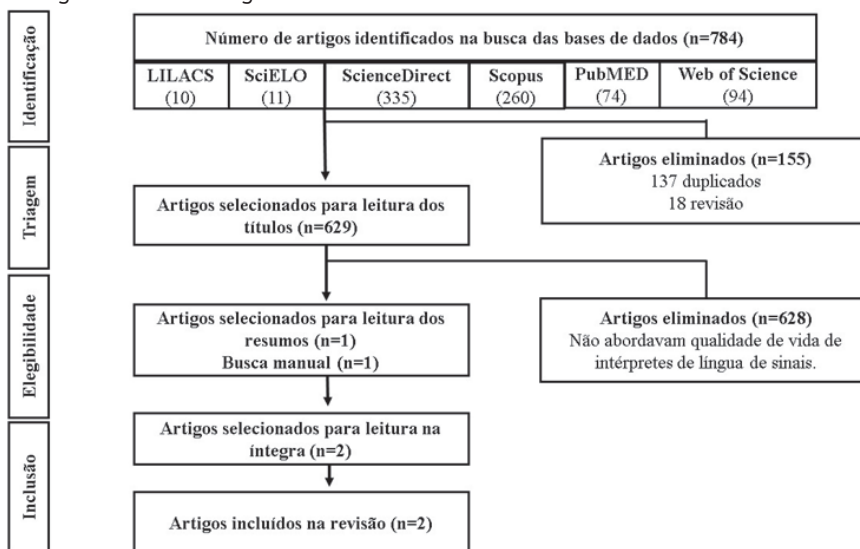 Identificação
Número de artigos identificados na busca das bases de dados (n=784)
LILACS
(10)
SciELO
(11)
ScienceDirect
(335)
Scopus
(260)
PubMED
(74)
Web of Science
(94)
Artigos eliminados (n=155)
137 duplicados
18 revisão
Triagem
Artigos selecionados para leitura dos
títulos (n=629)
Artigos eliminados (n=628)
Não abordavam qualidade de vida de
intérpretes de língua de sinais.
Elegibilidade
Artigos selecionados para leitura dos
resumos (n=1)
Busca manual (n=1)
Artigos selecionados para leitura na
íntegra (n=2)
Inclusão
Artigos incluídos na revisão (n=2)